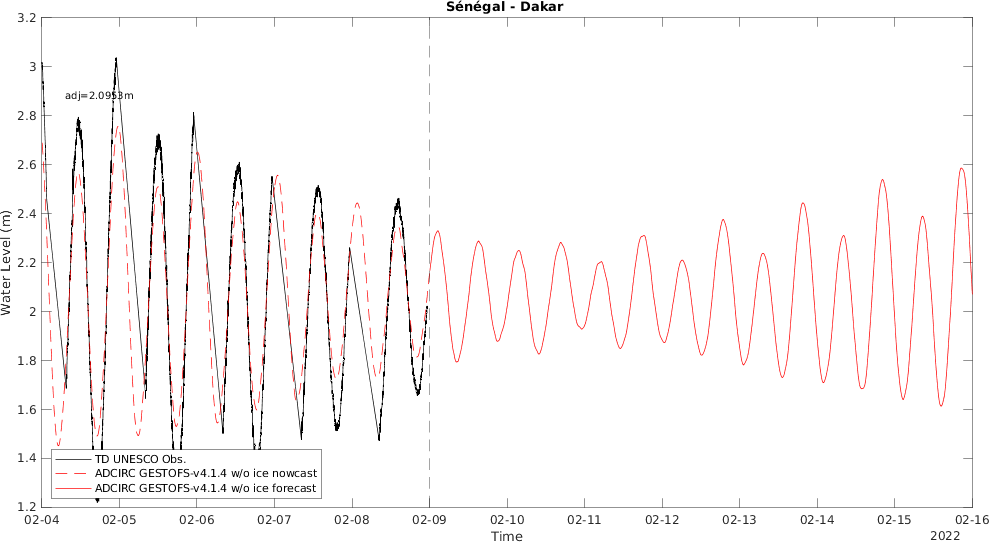 Sénégal - Dakar
3.2
3
2.8
2.6
2.4
2.2
2
1.8
1.6
1.4
1.2
Water Level (m)
adj=2.0953m
TD UNESCO Obs.
ADCIRC GESTOFS-v4.1.4 w/o ice nowcast
ADCIRC GESTOFS-v4.1.4 w/o ice forecast
02-04 02-05 02-06 02-07 02-08 02-09 02-10 02-11 02-12 02-13 02-14 02-15 02-16
Time
2022